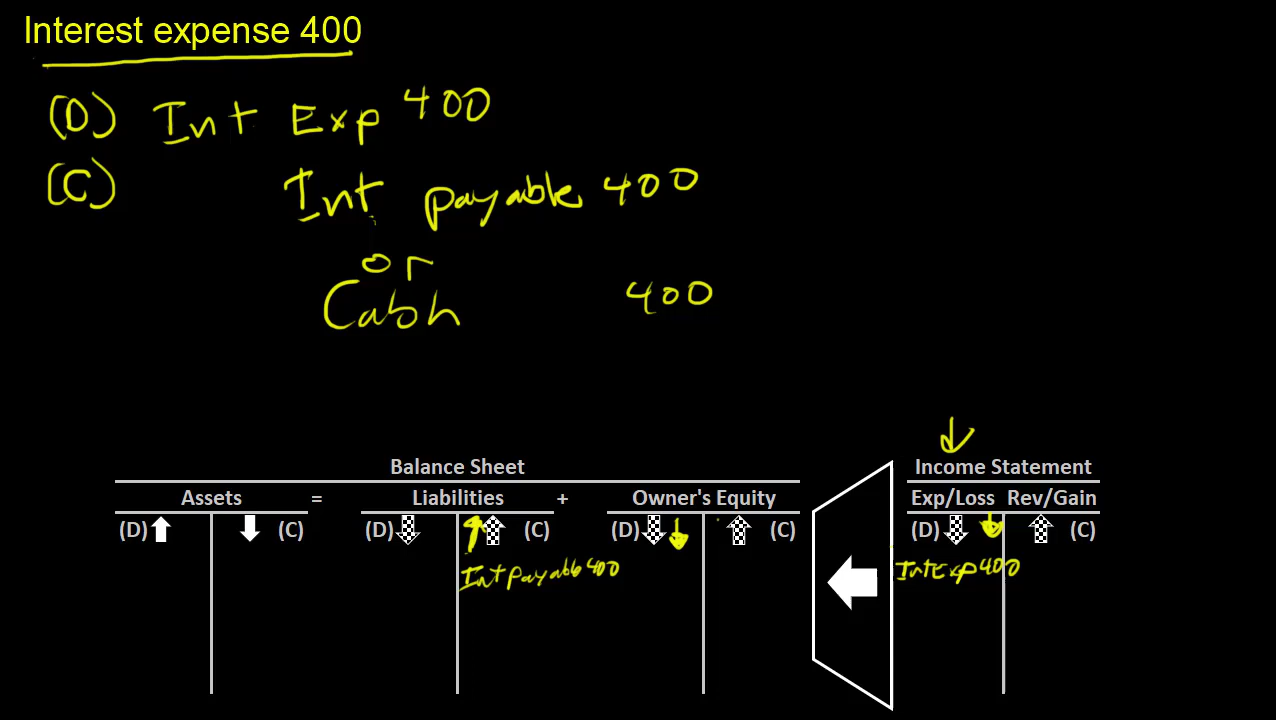 Interest expense 400
(D) Int Exp 400
(C) Int payable 400
or
Cash 400
Balance Sheet
Income Statement
Assets = Liabilities + Owner's Equity
Exp/Loss Rev/Gain
(D) (C) (D) (C) (D) (C) (D) (C)
Int payable 400
Int Exp 400